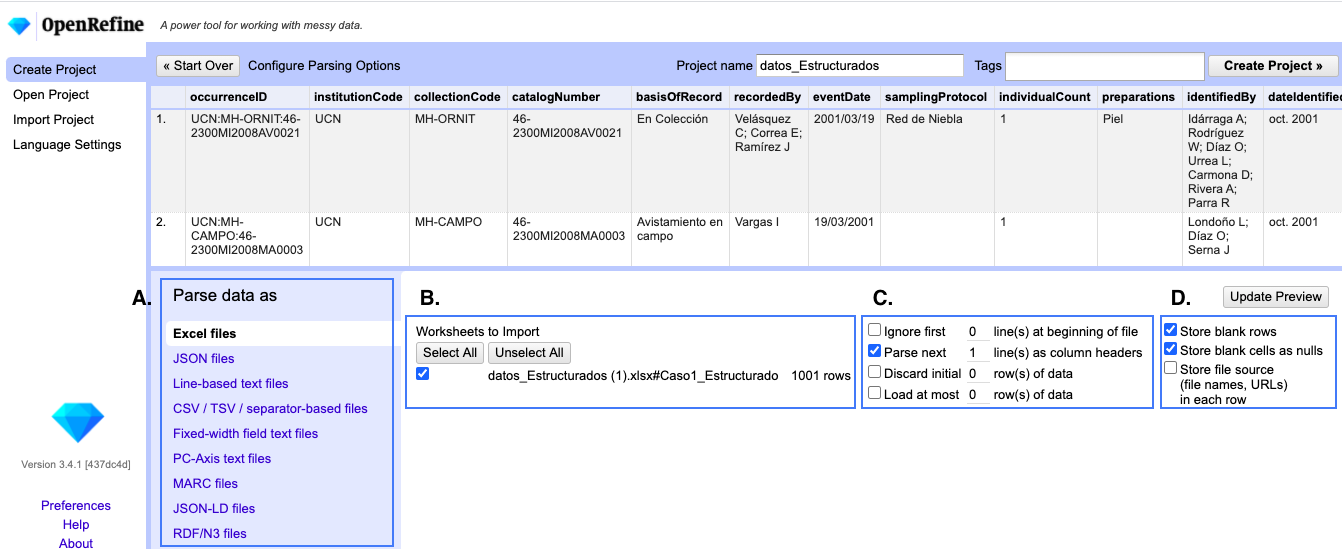 OpenRefine A power tool for working with messy data.
Create Project
Open Project
Import Project
Language Settings
« Start Over Configure Parsing Options Project name datos_Estructurados Tags Create Project »
occurrenceID institutionCode collectionCode catalogNumber basisOfRecord recordedBy eventDate samplingProtocol individualCount preparations identifiedBy dateIdentified
1. UCN:MH-ORNIT:46- UCN MH-ORNIT 46- En Colección Velásquez 2001/03/19 Red de Niebla 1 Piel Idárraga A; oct. 2001
2300MI2008AV0021 2300MI2008AV0021 C; Correa E; Rodríguez
Ramírez J W; Díaz O;
Urrea L;
Carmona D;
Rivera A;
Parra R
2. UCN:MH- UCN MH-CAMPO 46- Avistamiento en Vargas I 19/03/2001 1 Londoño L; oct. 2001
CAMPO:46- 2300MI2008MA0003 campo Díaz O;
2300MI2008MA0003 Serna J
A. Parse data as
Excel files
JSON files
Line-based text files
CSV / TSV / separator-based files
Fixed-width field text files
PC-Axis text files
MARC files
JSON-LD files
RDF/N3 files
B.
Worksheets to Import
Select All Unselect All
datos_Estructurados (1).xlsx#Caso1_Estructurado 1001 rows
C.
Ignore first 0 line(s) at beginning of file
Parse next 1 line(s) as column headers
Discard initial 0 row(s) of data
Load at most 0 row(s) of data
D. Update Preview
Store blank rows
Store blank cells as nulls
Store file source
(file names, URLs)
in each row
Version 3.4.1 [437dc4d]
Preferences
Help
About